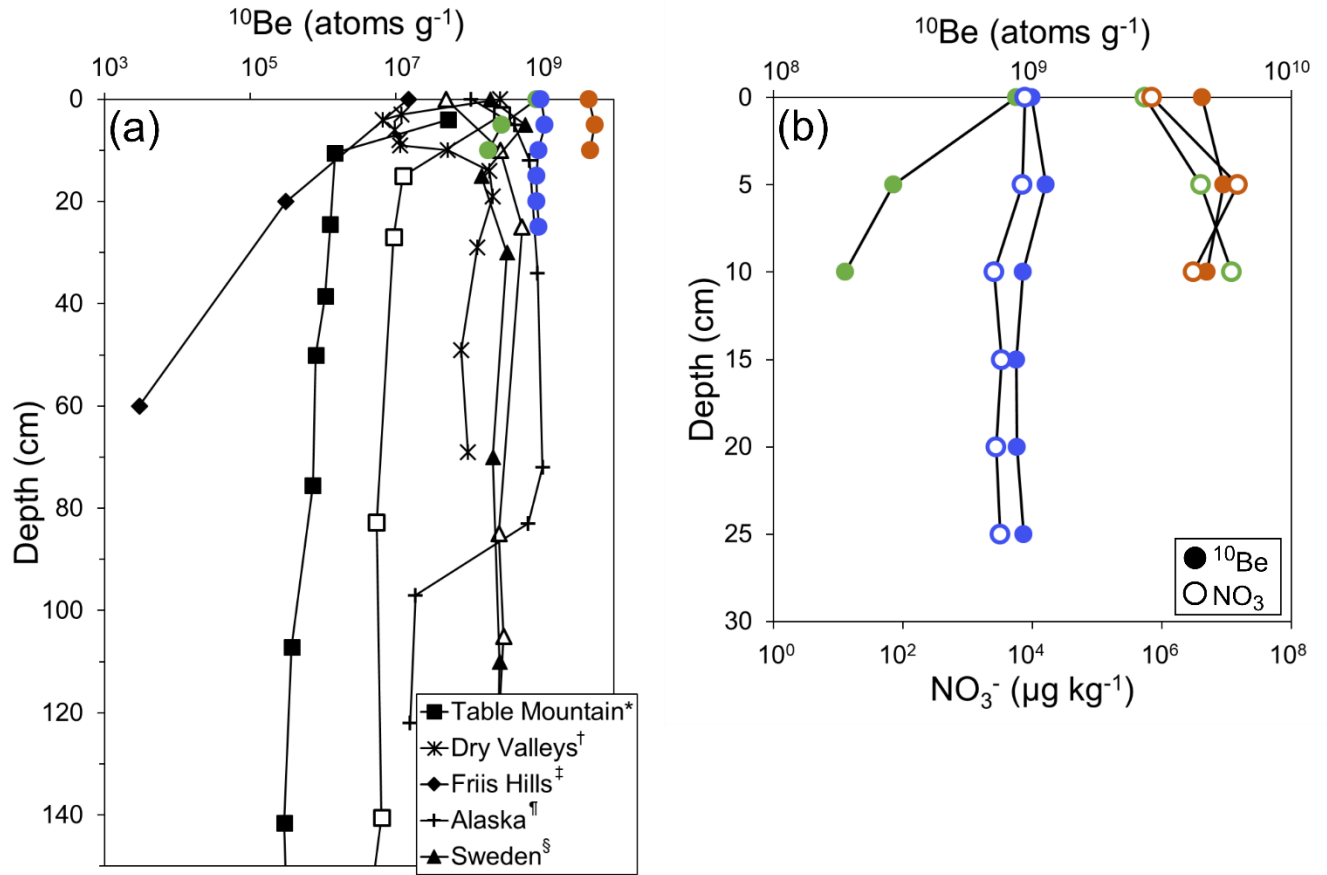 ¹⁰Be (atoms g⁻¹)
10³ 10⁵ 10⁷ 10⁹
(a)
Depth (cm)
0
20
40
60
80
100
120
140
Table Mountain*
Dry Valleys†
Friis Hills‡
Alaska¶
Sweden§
¹⁰Be (atoms g⁻¹)
10⁸ 10⁹ 10¹⁰
(b)
Depth (cm)
0
5
10
15
20
25
30
¹⁰Be
NO₃
10⁰ 10² 10⁴ 10⁶ 10⁸
NO₃⁻ (µg kg⁻¹)